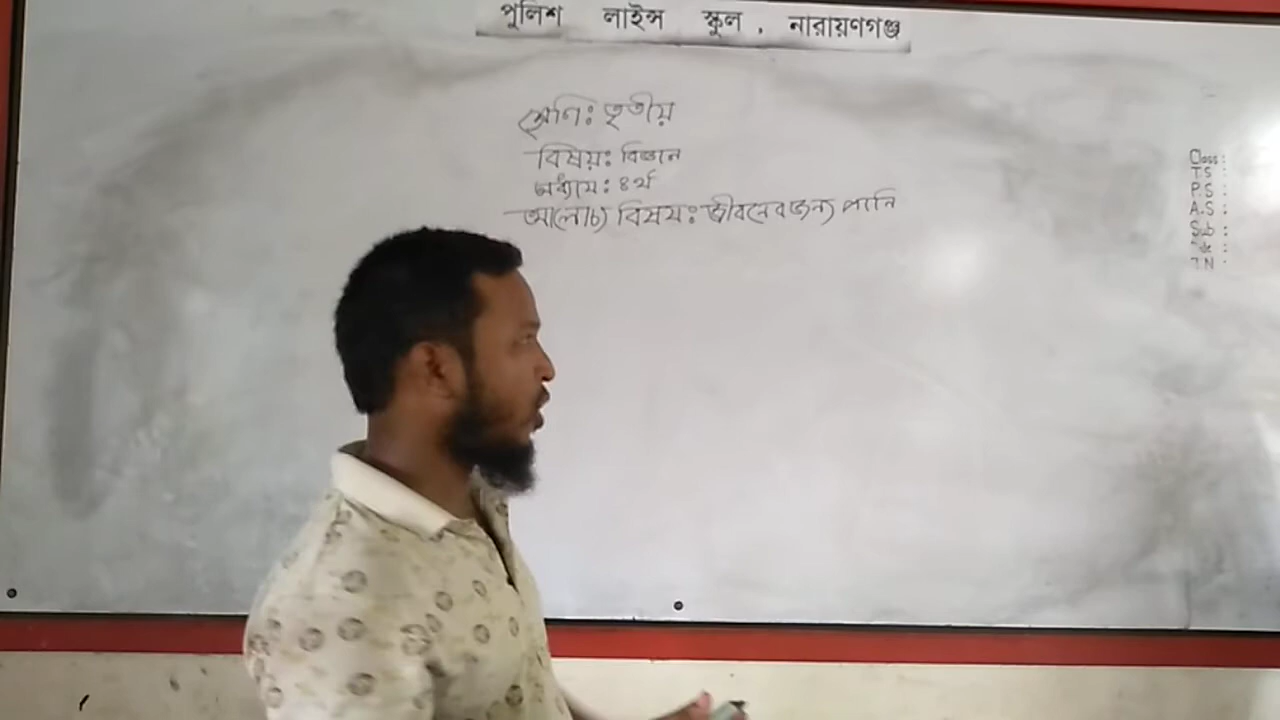 পুলিশ লাইন্স স্কুল , নারায়ণগঞ্জ
শ্রেণিঃ তৃতীয়
বিষয়ঃ বিজ্ঞান
অধ্যায়ঃ ৪র্থ
আলোচ্য বিষয়ঃ জীবনের জন্য পানি
Class :
T.S :
P.S :
A.S :
Sub :